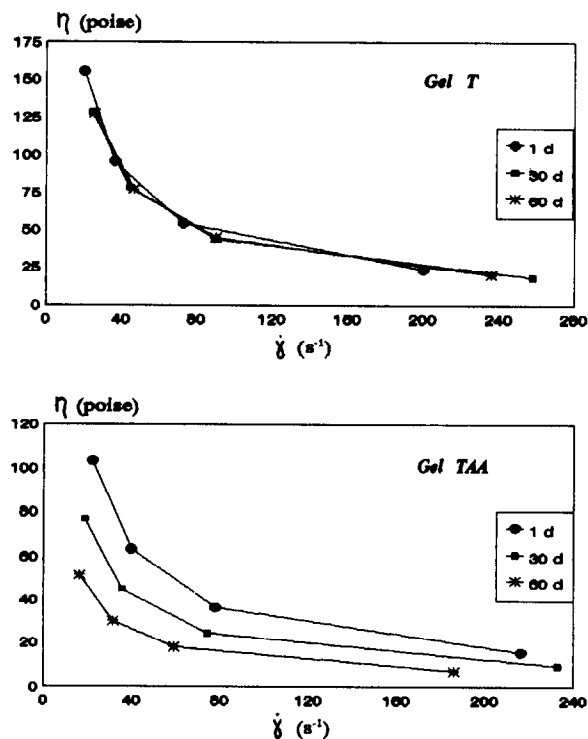 η (poise)
175
150
125
100
75
50
25
0
Gel T
1 d
30 d
60 d
0 40 80 120 160 200 240 280
γ̇ (s⁻¹)
η (poise)
120
100
80
60
40
20
0
Gel TAA
1 d
30 d
60 d
0 40 80 120 160 200 240
γ̇ (s⁻¹)